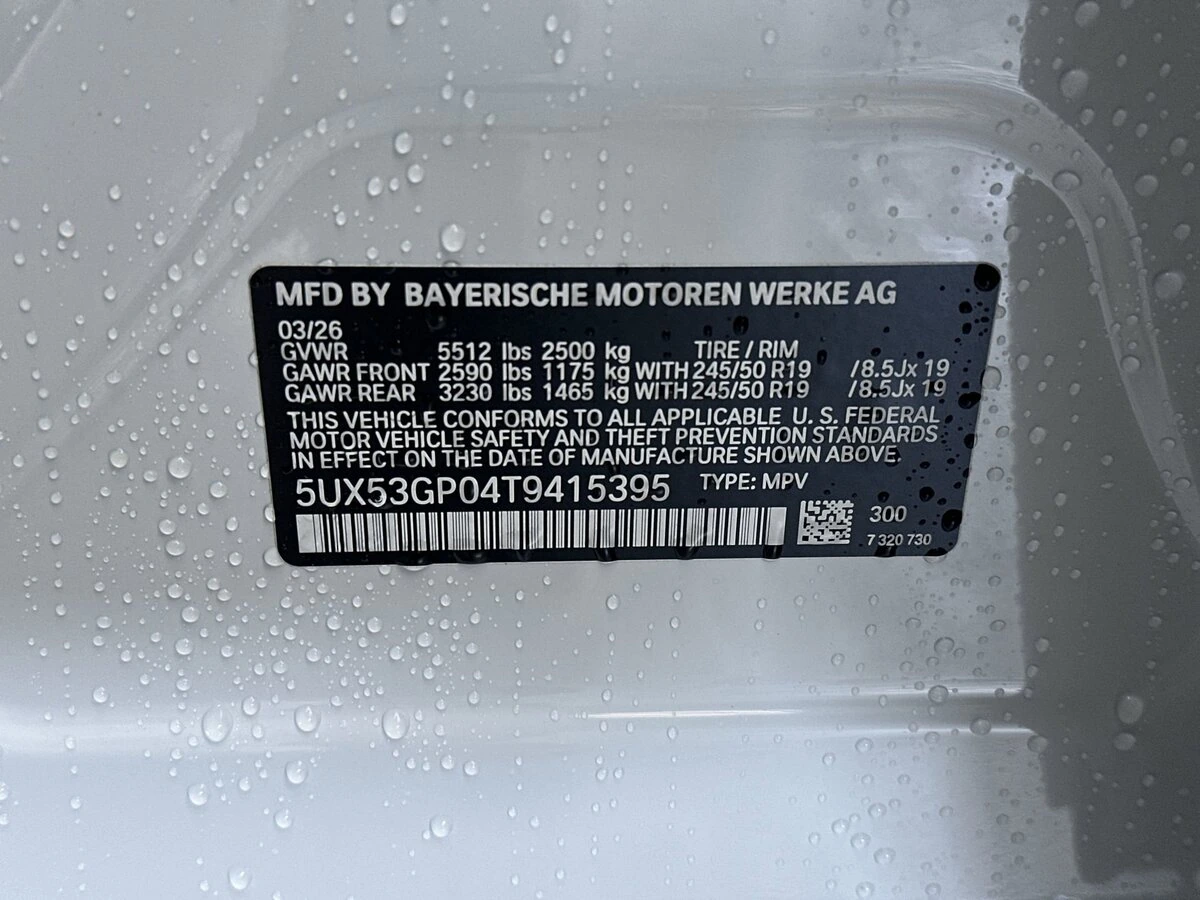 MFD BY BAYERISCHE MOTOREN WERKE AG
03/26
GVWR 5512 lbs 2500 kg TIRE / RIM
GAWR FRONT 2590 lbs 1175 kg WITH 245/50 R19 /8.5Jx 19
GAWR REAR 3230 lbs 1465 kg WITH 245/50 R19 /8.5Jx 19
THIS VEHICLE CONFORMS TO ALL APPLICABLE U. S. FEDERAL
MOTOR VEHICLE SAFETY AND THEFT PREVENTION STANDARDS
IN EFFECT ON THE DATE OF MANUFACTURE SHOWN ABOVE.
5UX53GP04T9415395 TYPE: MPV
300
7 320 730